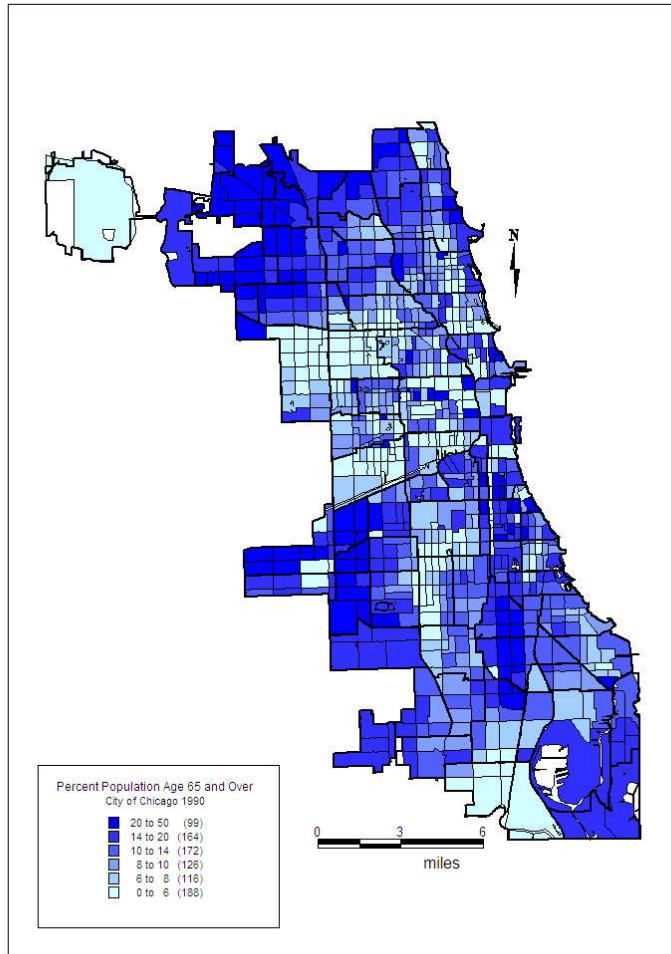 N
Percent Population Age 65 and Over
City of Chicago 1990
20 to 50 (99)
14 to 20 (164)
10 to 14 (172)
8 to 10 (126)
6 to 8 (116)
0 to 6 (188)
0 3 6
miles